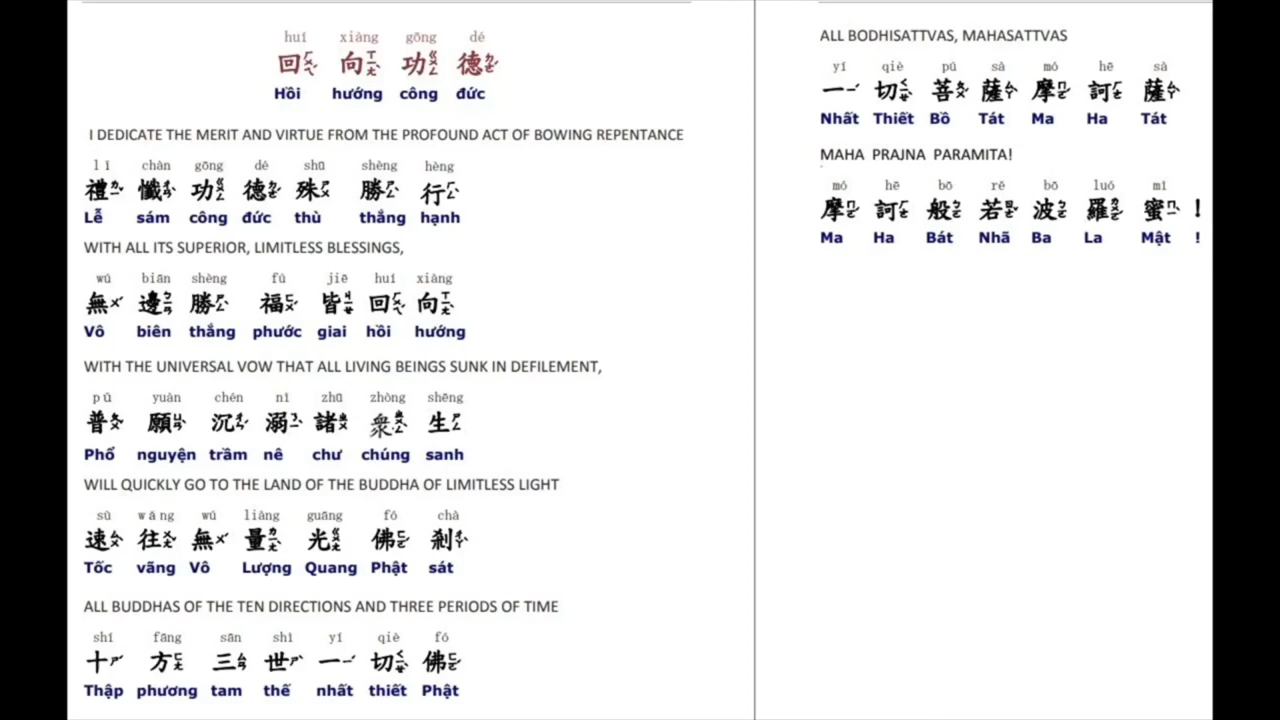 huí xiàng gōng dé
回 向 功 德
Hồi hướng công đức
I DEDICATE THE MERIT AND VIRTUE FROM THE PROFOUND ACT OF BOWING REPENTANCE
lǐ chàn gōng dé shū shèng hèng
禮 懺 功 德 殊 勝 行
Lễ sám công đức thù thắng hạnh
WITH ALL ITS SUPERIOR, LIMITLESS BLESSINGS,
wú biān shèng fú jiē huí xiàng
無 邊 勝 福 皆 回 向
Vô biên thắng phước giai hồi hướng
WITH THE UNIVERSAL VOW THAT ALL LIVING BEINGS SUNK IN DEFILEMENT,
pǔ yuàn chén nì zhū zhòng shēng
普 願 沉 溺 諸 眾 生
Phổ nguyện trầm nê chư chúng sanh
WILL QUICKLY GO TO THE LAND OF THE BUDDHA OF LIMITLESS LIGHT
sù wǎng wú liàng guāng fó chà
速 往 無 量 光 佛 剎
Tốc vãng Vô Lượng Quang Phật sát
ALL BUDDHAS OF THE TEN DIRECTIONS AND THREE PERIODS OF TIME
shí fāng sān shì yí qiè fó
十 方 三 世 一 切 佛
Thập phương tam thế nhất thiết Phật
ALL BODHISATTVAS, MAHASATTVAS
yí qiè pú sà mó hē sà
一 切 菩 薩 摩 訶 薩
Nhất Thiết Bồ Tát Ma Ha Tát
MAHA PRAJNA PARAMITA!
mó hē bō rě bō luó mì
摩 訶 般 若 波 羅 蜜 !
Ma Ha Bát Nhã Ba La Mật !